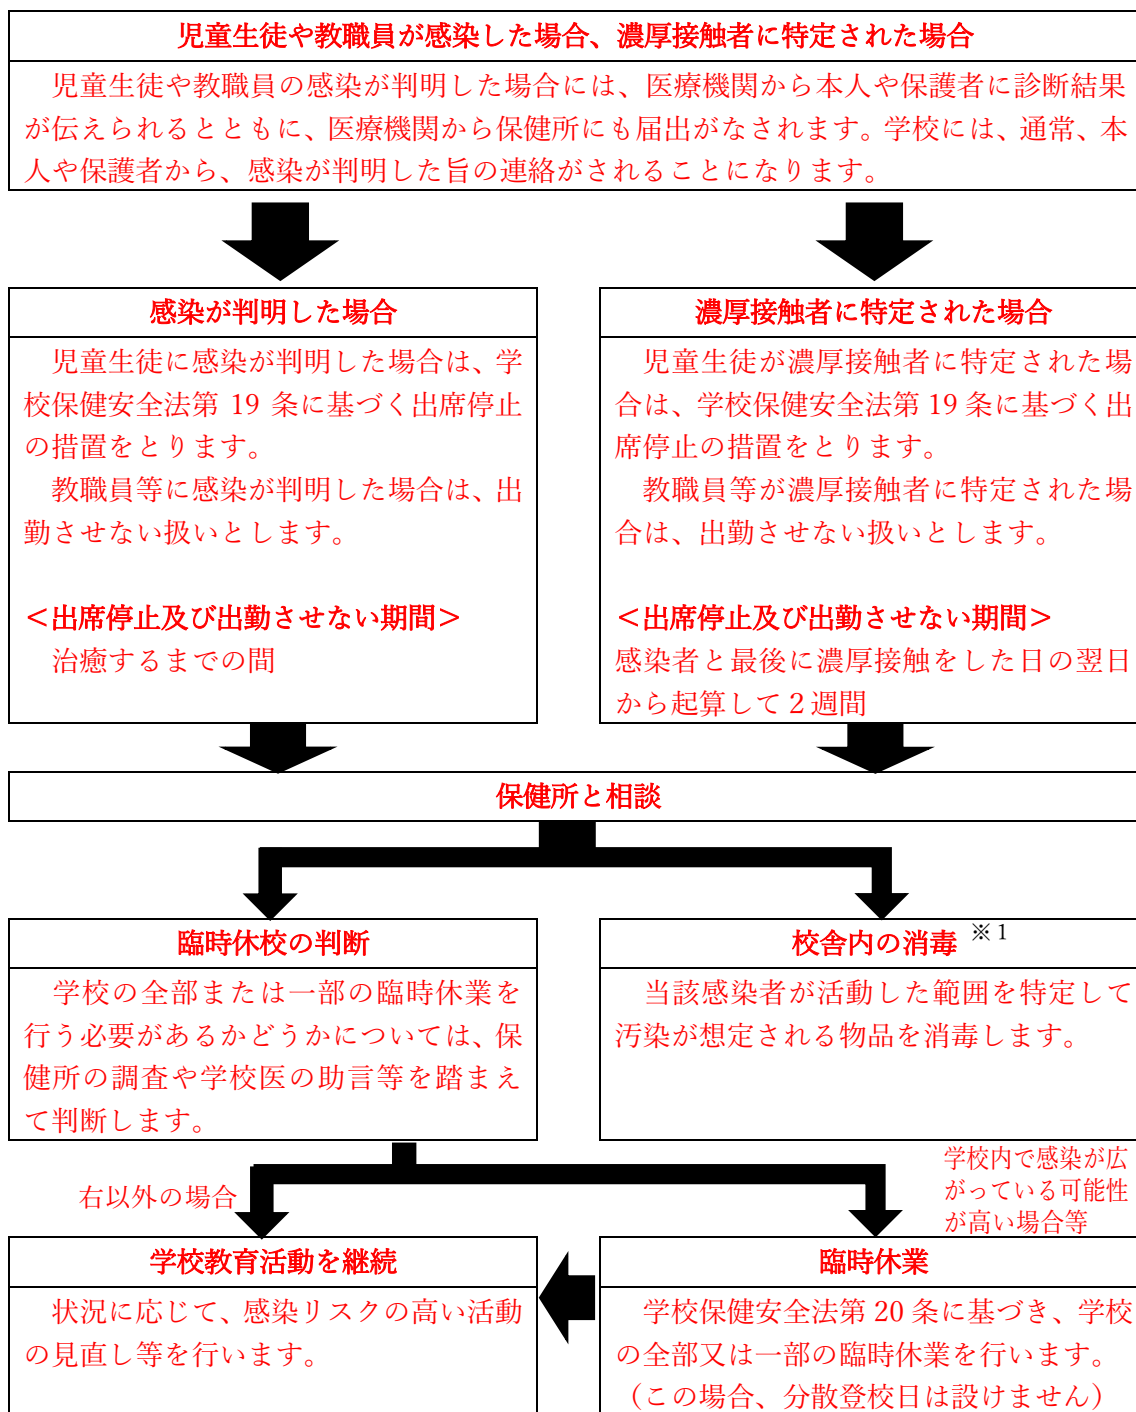 児童生徒や教職員が感染した場合、濃厚接触者に特定された場合
児童生徒や教職員の感染が判明した場合には、医療機関から本人や保護者に診断結果
が伝えられるとともに、医療機関から保健所にも届出がなされます。学校には、通常、本
人や保護者から、感染が判明した旨の連絡がされることになります。
感染が判明した場合
児童生徒に感染が判明した場合は、学
校保健安全法第 19 条に基づく出席停止
の措置をとります。
教職員等に感染が判明した場合は、出
勤させない扱いとします。
＜出席停止及び出勤させない期間＞
治癒するまでの間
濃厚接触者に特定された場合
児童生徒が濃厚接触者に特定された場
合は、学校保健安全法第 19 条に基づく出
席停止の措置をとります。
教職員等が濃厚接触者に特定された場
合は、出勤させない扱いとします。
＜出席停止及び出勤させない期間＞
感染者と最後に濃厚接触をした日の翌日
から起算して２週間
保健所と相談
臨時休校の判断
学校の全部または一部の臨時休業を
行う必要があるかどうかについては、保
健所の調査や学校医の助言等を踏まえ
て判断します。
校舎内の消毒 ※１
当該感染者が活動した範囲を特定して
汚染が想定される物品を消毒します。
右以外の場合
学校内で感染が広
がっている可能性
が高い場合等
学校教育活動を継続
状況に応じて、感染リスクの高い活動
の見直し等を行います。
臨時休業
学校保健安全法第 20 条に基づき、学校
の全部又は一部の臨時休業を行います。
（この場合、分散登校日は設けません）